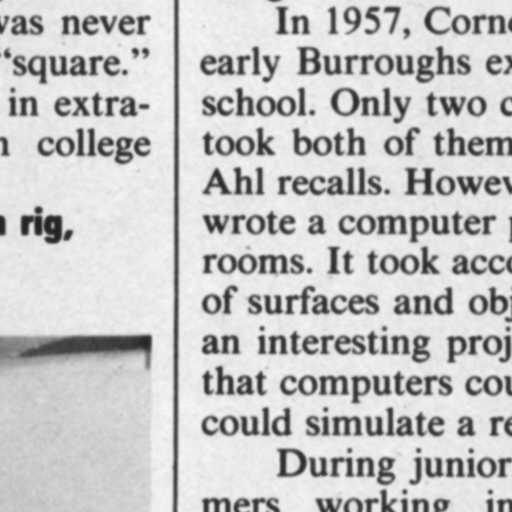 was never
"square."
in extra-
college
rig,
In 1957, Corne
early Burroughs ex
school. Only two c
took both of them
Ahl recalls. Howev
wrote a computer p
rooms. It took acco
of surfaces and obj
an interesting proj
that computers cou
could simulate a re
During junior
mers working in